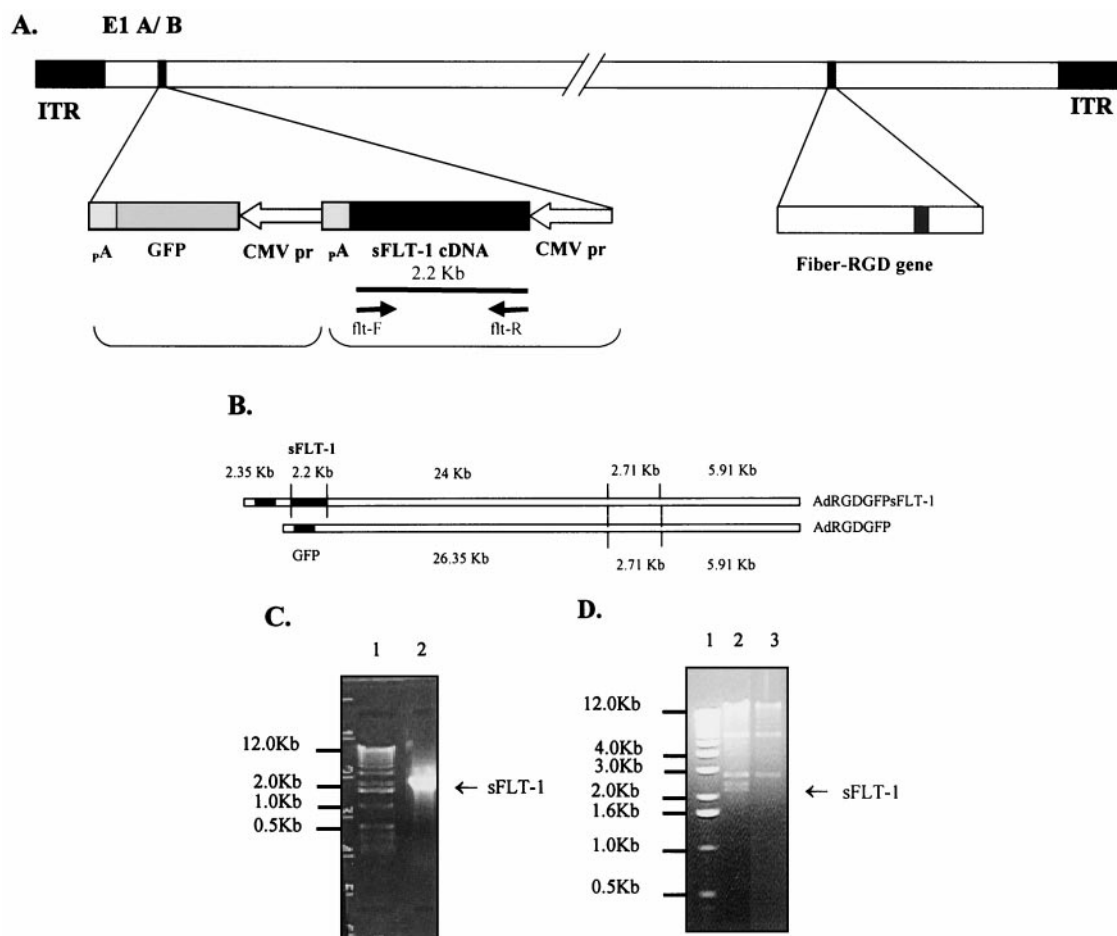 A. E1 A/ B
ITR ITR
pA GFP CMV pr pA sFLT-1 cDNA CMV pr
2.2 Kb
flt-F flt-R
Fiber-RGD gene
B.
sFLT-1
2.35 Kb 2.2 Kb 24 Kb 2.71 Kb 5.91 Kb
AdRGDGFPsFLT-1
AdRGDGFP
GFP 26.35 Kb 2.71 Kb 5.91 Kb
C.
1 2
12.0Kb
2.0Kb
1.0Kb
0.5Kb
← sFLT-1
D.
1 2 3
12.0Kb
4.0Kb
3.0Kb
2.0Kb
1.6Kb
1.0Kb
0.5Kb
← sFLT-1